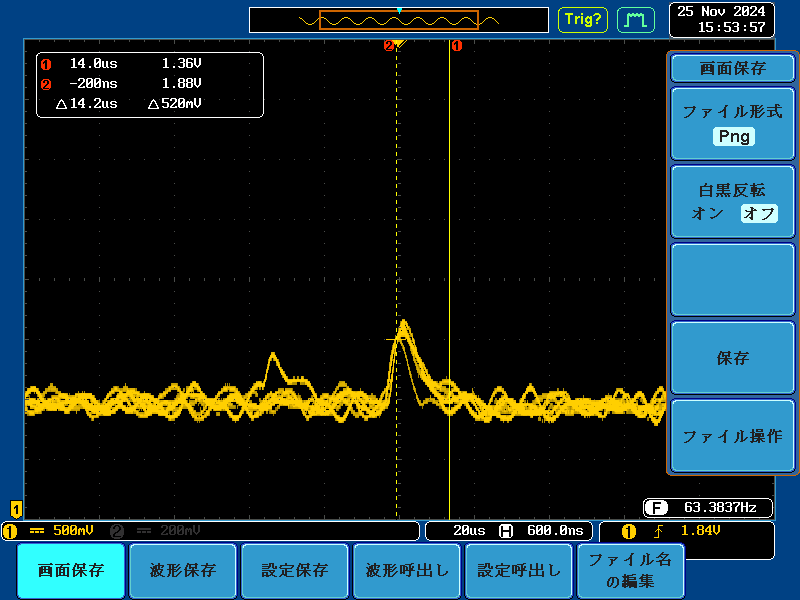 Trig?
25 Nov 2024
15:53:57
2
1
1 14.0us 1.36V
2 -200ns 1.88V
△14.2us △520mV
画面保存
ファイル形式
Png
白黒反転
オン オフ
保存
ファイル操作
1
F 63.3837Hz
1 500mV 2 200mV 20us H 600.0ns 1 1.84V
画面保存 波形保存 設定保存 波形呼出し 設定呼出し ファイル名
の編集